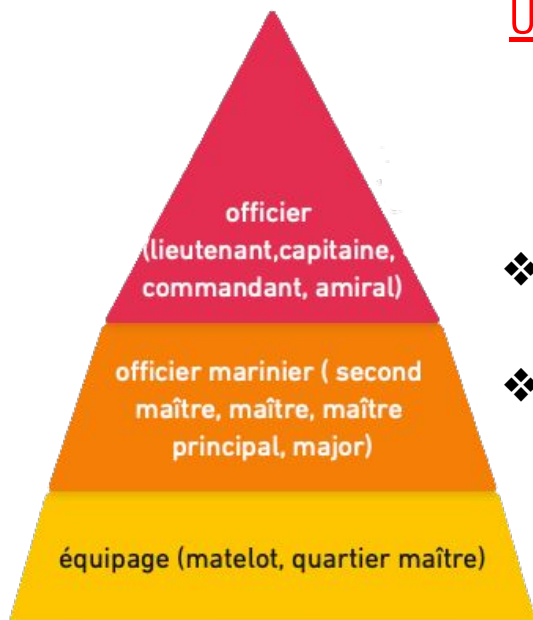 U
officier
(lieutenant,capitaine,
commandant, amiral)
officier marinier ( second
maître, maître, maître
principal, major)
équipage (matelot, quartier maître)